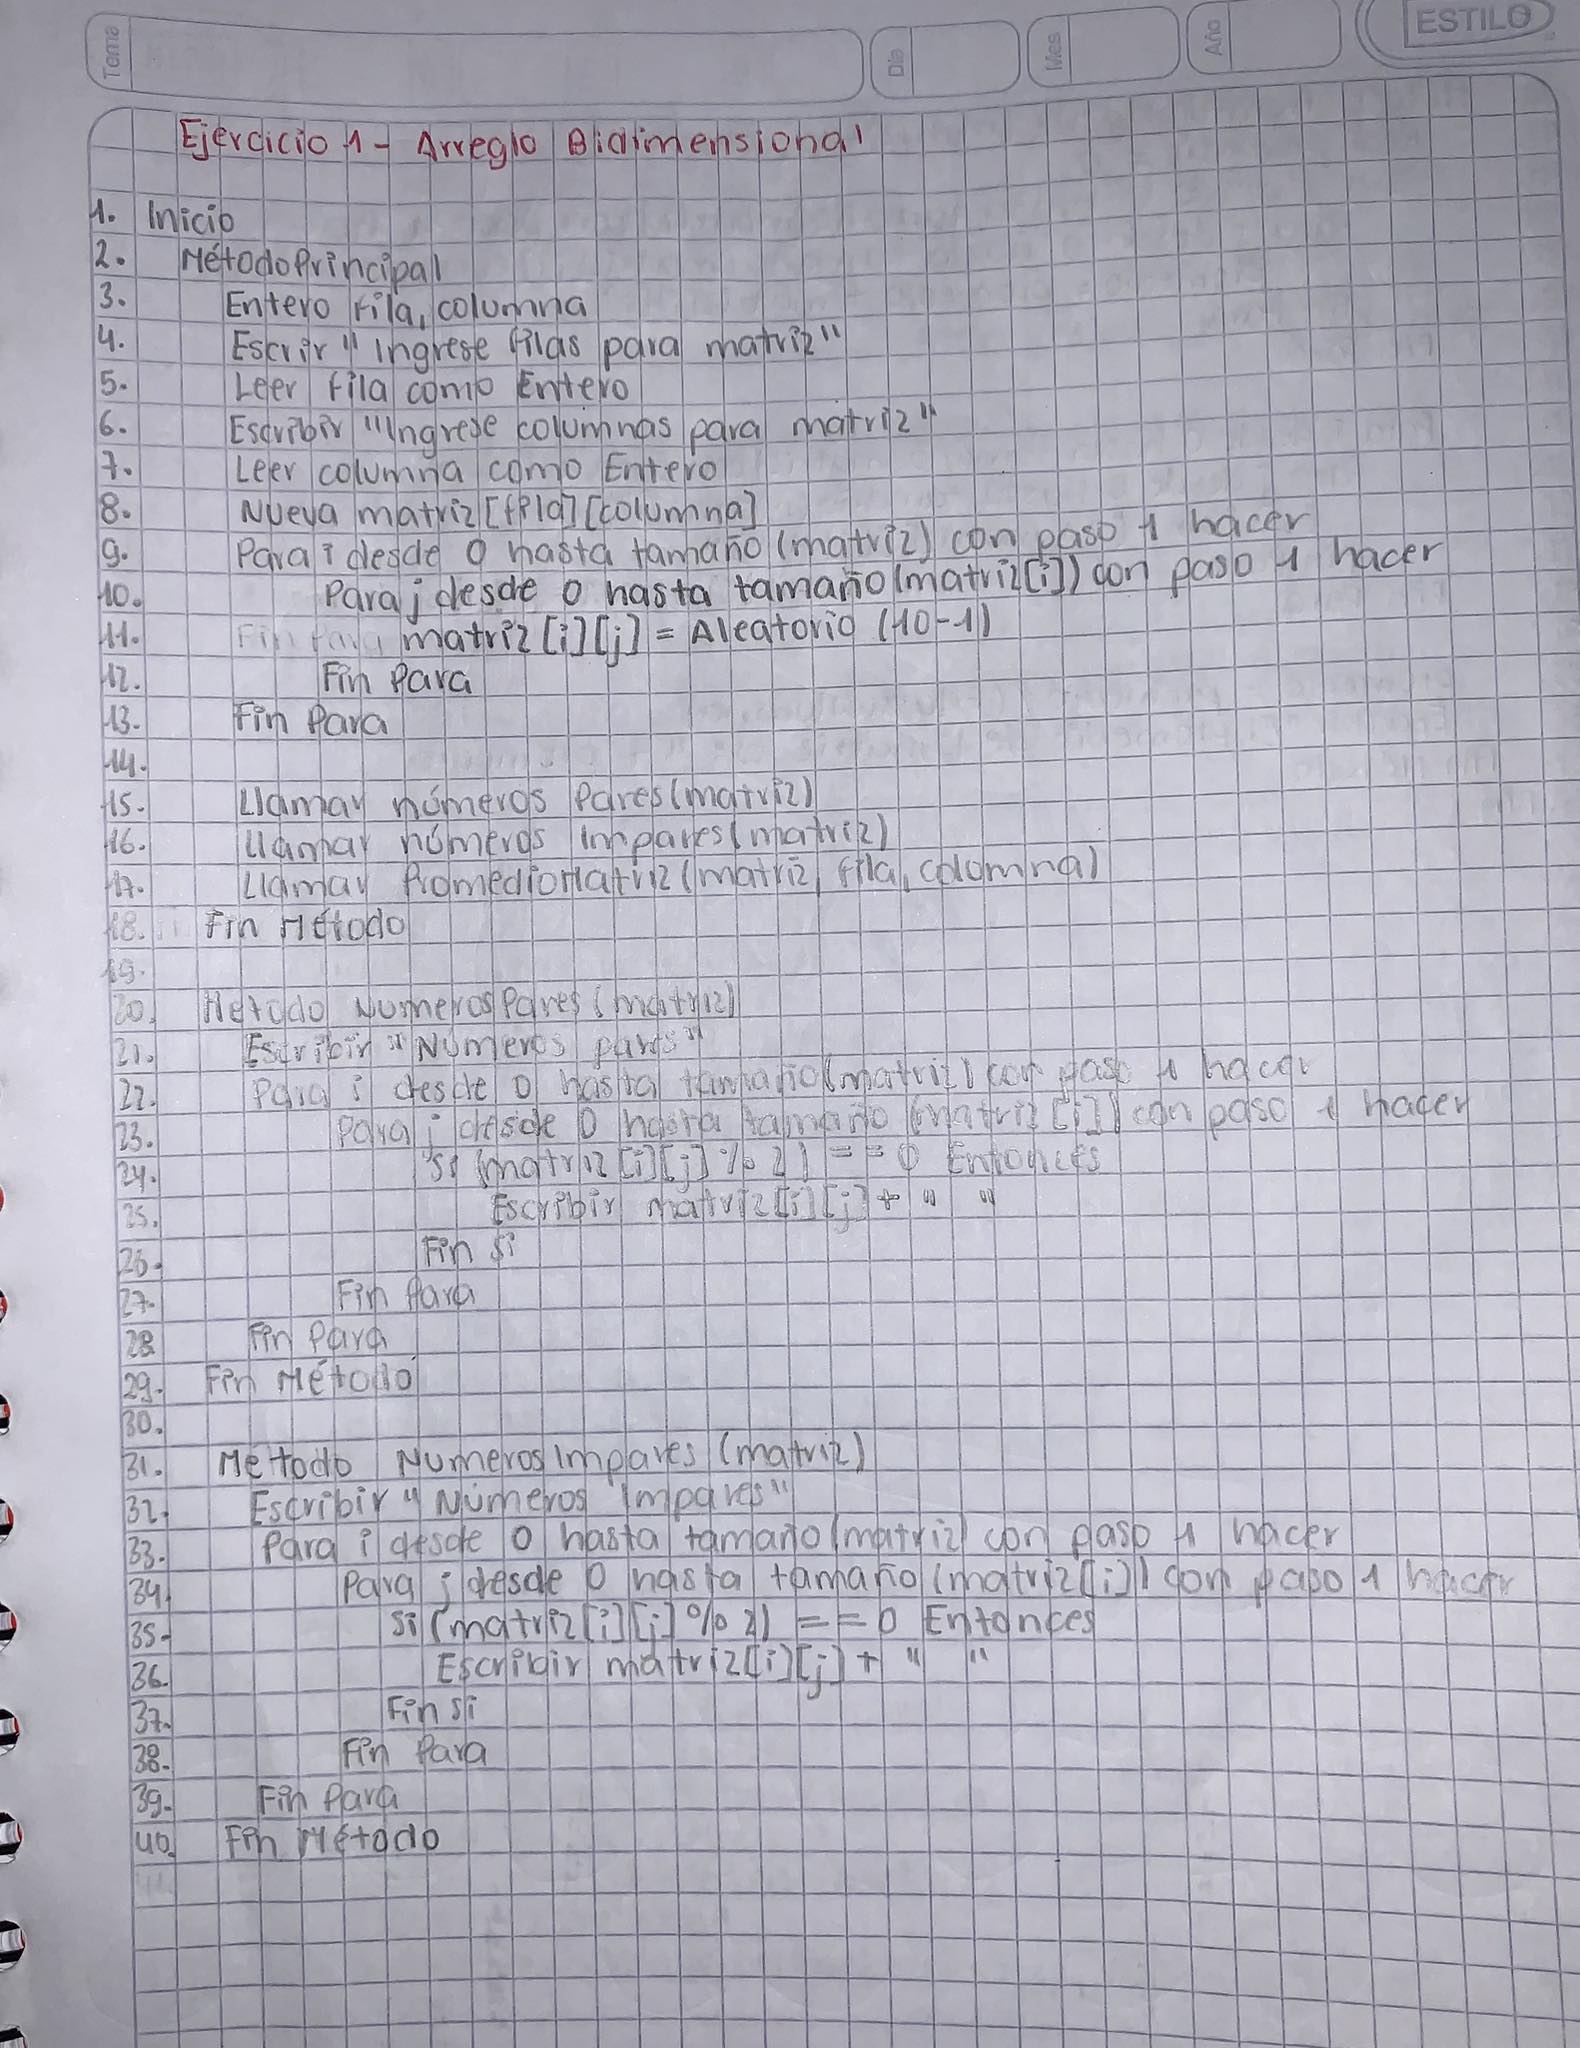 Tema
Día
Mes
Año
ESTILO
Ejercicio 1 - Arreglo Bidimensional
1. Inicio
2. MétodoPrincipal
3. Entero fila, columna
4. Escrir "Ingrese filas para matriz"
5. Leer fila como Entero
6. Escribir "Ingrese columnas para matriz"
7. Leer columna como Entero
8. Nueva matriz[fila][columna]
9. Para i desde 0 hasta tamaño(matriz) con paso 1 hacer
10. Para j desde 0 hasta tamaño(matriz[i]) con paso 1 hacer
11. matriz[i][j] = Aleatorio (10-1)
12. Fin Para
13. Fin Para
14.
15. Llamar números Pares(matriz)
16. Llamar números Impares(matriz)
17. Llamar PromedioMatriz(matriz, fila, columna)
18. Fin Método
19.
20. Metodo NumerosPares(matriz)
21. Escribir "Números pares"
22. Para i desde 0 hasta tamaño(matriz) con paso 1 hacer
23. Para j desde 0 hasta tamaño (matriz[i]) con paso 1 hacer
24. Si (matriz[i][j] % 2) == 0 Entonces
25. Escribir matriz[i][j] + " "
26. Fin Si
27. Fin Para
28. Fin Para
29. Fin Método
30.
31. Metodo NumerosImpares (matriz)
32. Escribir "Números Impares"
33. Para i desde 0 hasta tamaño(matriz) con paso 1 hacer
34. Para j desde 0 hasta tamaño(matriz[i]) con paso 1 hacer
35. Si (matriz[i][j] % 2) == 0 Entonces
36. Escribir matriz[i][j] + " "
37. Fin Si
38. Fin Para
39. Fin Para
40. Fin Método